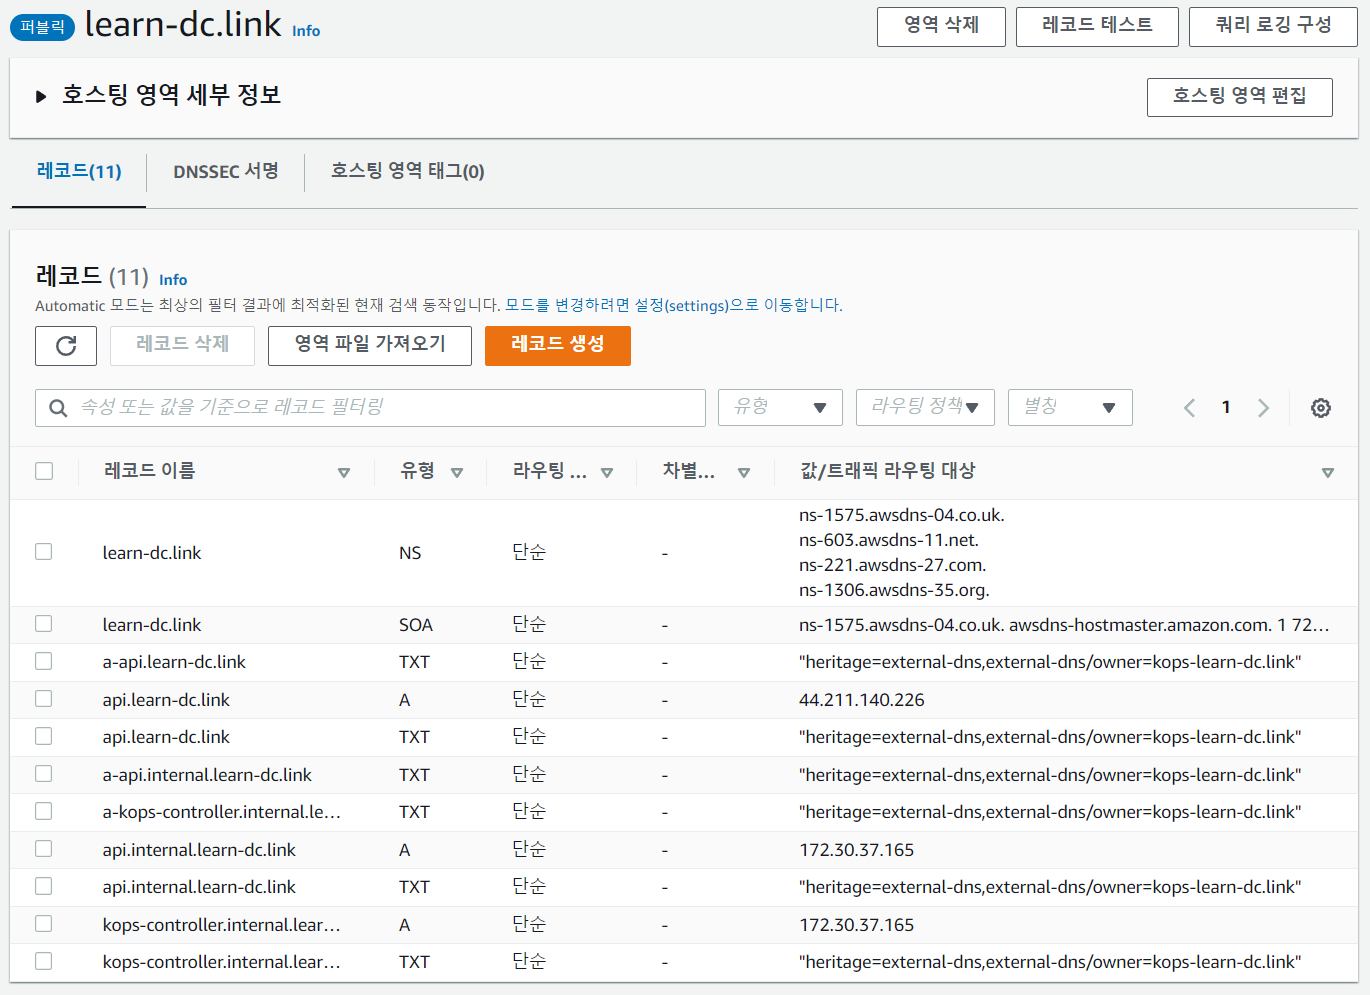 퍼블릭 learn-dc.link Info 영역 삭제 레코드 테스트 쿼리 로깅 구성
호스팅 영역 세부 정보 호스팅 영역 편집
레코드(11) DNSSEC 서명 호스팅 영역 태그(0)
레코드 (11) Info
Automatic 모드는 최상의 필터 결과에 최적화된 현재 검색 동작입니다. 모드를 변경하려면 설정(settings)으로 이동합니다.
레코드 삭제 영역 파일 가져오기 레코드 생성
속성 또는 값을 기준으로 레코드 필터링 유형 라우팅 정책 별칭 1
레코드 이름 유형 라우팅 ... 차별... 값/트래픽 라우팅 대상
learn-dc.link NS 단순 - ns-1575.awsdns-04.co.uk.
ns-603.awsdns-11.net.
ns-221.awsdns-27.com.
ns-1306.awsdns-35.org.
learn-dc.link SOA 단순 - ns-1575.awsdns-04.co.uk. awsdns-hostmaster.amazon.com. 1 72...
a-api.learn-dc.link TXT 단순 - "heritage=external-dns,external-dns/owner=kops-learn-dc.link"
api.learn-dc.link A 단순 - 44.211.140.226
api.learn-dc.link TXT 단순 - "heritage=external-dns,external-dns/owner=kops-learn-dc.link"
a-api.internal.learn-dc.link TXT 단순 - "heritage=external-dns,external-dns/owner=kops-learn-dc.link"
a-kops-controller.internal.le... TXT 단순 - "heritage=external-dns,external-dns/owner=kops-learn-dc.link"
api.internal.learn-dc.link A 단순 - 172.30.37.165
api.internal.learn-dc.link TXT 단순 - "heritage=external-dns,external-dns/owner=kops-learn-dc.link"
kops-controller.internal.lear... A 단순 - 172.30.37.165
kops-controller.internal.lear... TXT 단순 - "heritage=external-dns,external-dns/owner=kops-learn-dc.link"